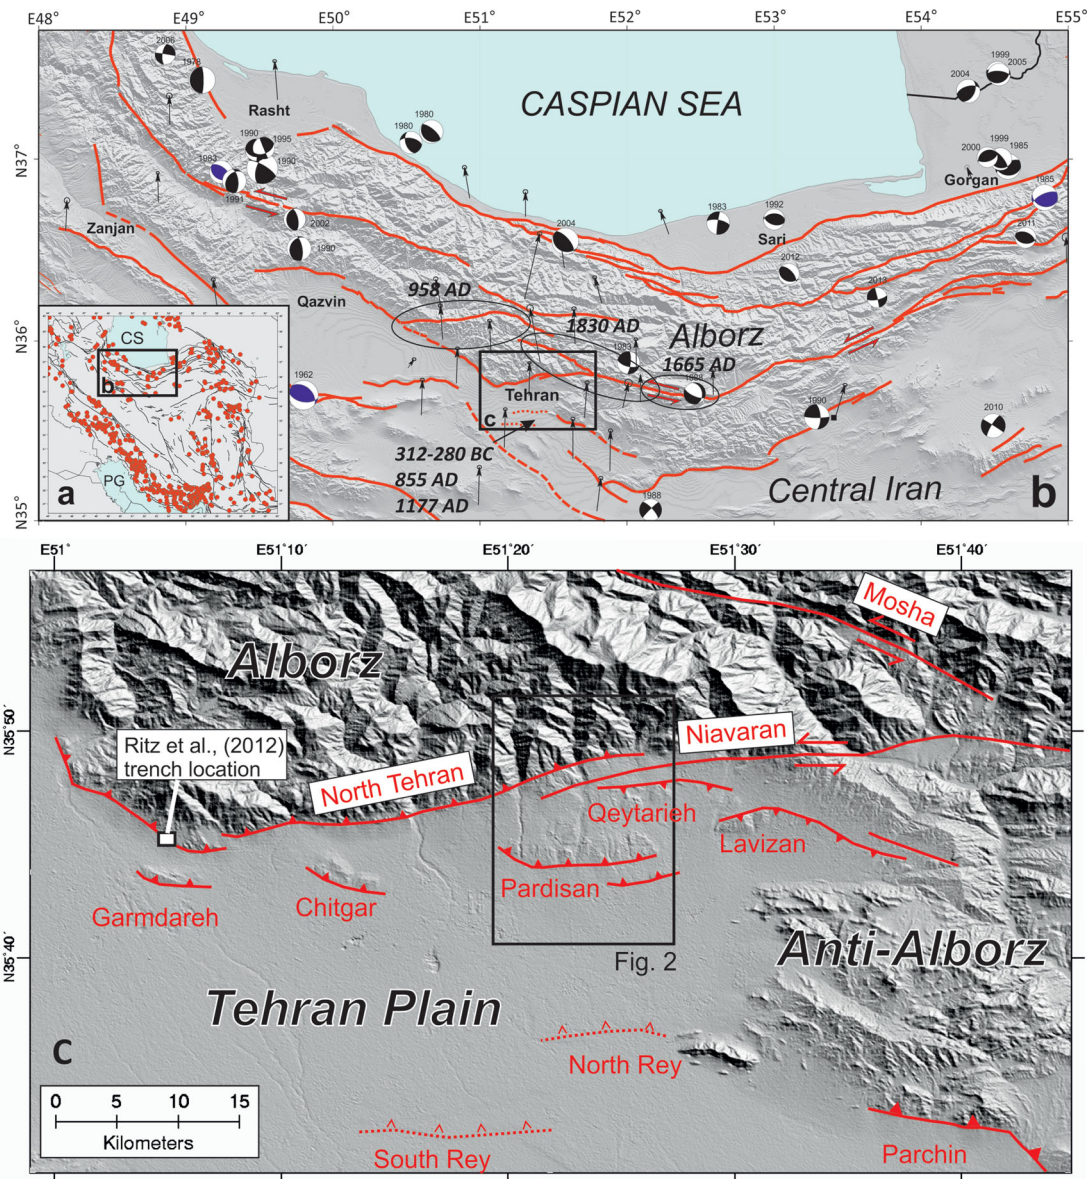 E48° E49° E50° E51° E52° E53° E54° E55°
N37°
N36°
N35°
CASPIAN SEA
2006
1978
Rasht
1990
1995
1990
1983
1991
1980
1980
2002
1990
Zanjan
Qazvin
1962
2004
1983
1992
Sari
2012
2004
1999
2005
2000
1999
1985
Gorgan
1985
2011
2013
958 AD
1830 AD
Alborz
1983
1665 AD
Tehran
c
312-280 BC
855 AD
1177 AD
1990
2010
1988
Central Iran
b
CS
b
PG
a
E51° E51°10′ E51°20′ E51°30′ E51°40′
N35°50′
N35°40′
Mosha
Alborz
Ritz et al., (2012)
trench location
North Tehran
Niavaran
Qeytarieh
Lavizan
Pardisan
Garmdareh
Chitgar
Fig. 2
Anti-Alborz
Tehran Plain
North Rey
South Rey
Parchin
c
0 5 10 15
Kilometers